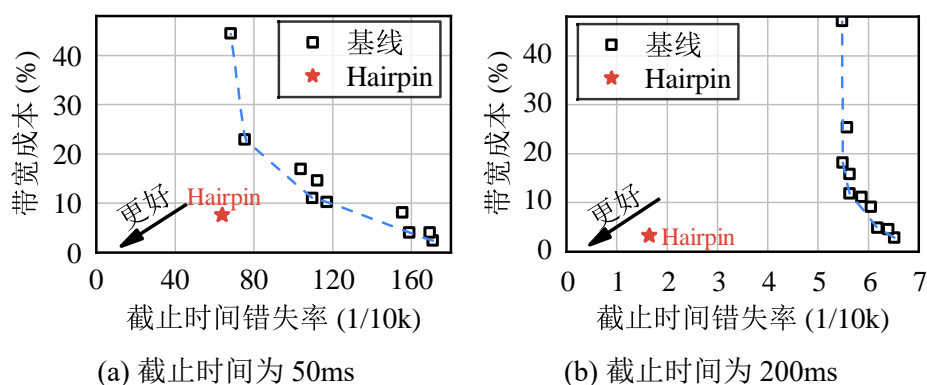 带宽成本 (%)
40
30
20
10
0
基线
Hairpin
Hairpin
更好
0 40 80 120 160
截止时间错失率 (1/10k)
(a) 截止时间为 50ms
带宽成本 (%)
40
30
20
10
0
基线
Hairpin
更好
Hairpin
0 1 2 3 4 5 6 7
截止时间错失率 (1/10k)
(b) 截止时间为 200ms